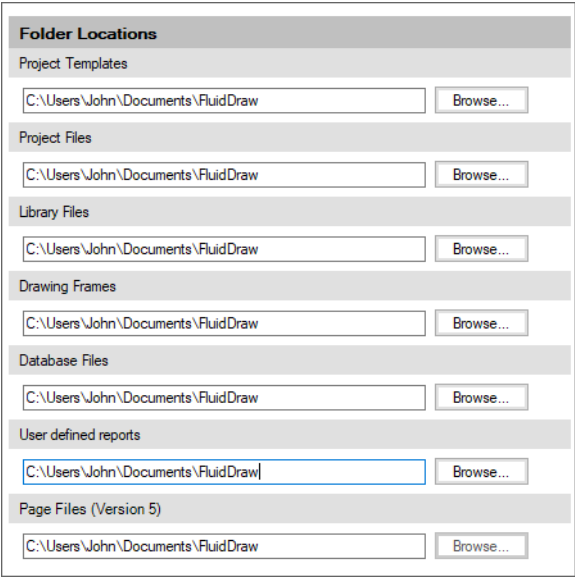 Folder Locations
Project Templates
C:\Users\John\Documents\FluidDraw
Browse...
Project Files
C:\Users\John\Documents\FluidDraw
Browse...
Library Files
C:\Users\John\Documents\FluidDraw
Browse...
Drawing Frames
C:\Users\John\Documents\FluidDraw
Browse...
Database Files
C:\Users\John\Documents\FluidDraw
Browse...
User defined reports
C:\Users\John\Documents\FluidDraw
Browse...
Page Files (Version 5)
C:\Users\John\Documents\FluidDraw
Browse...